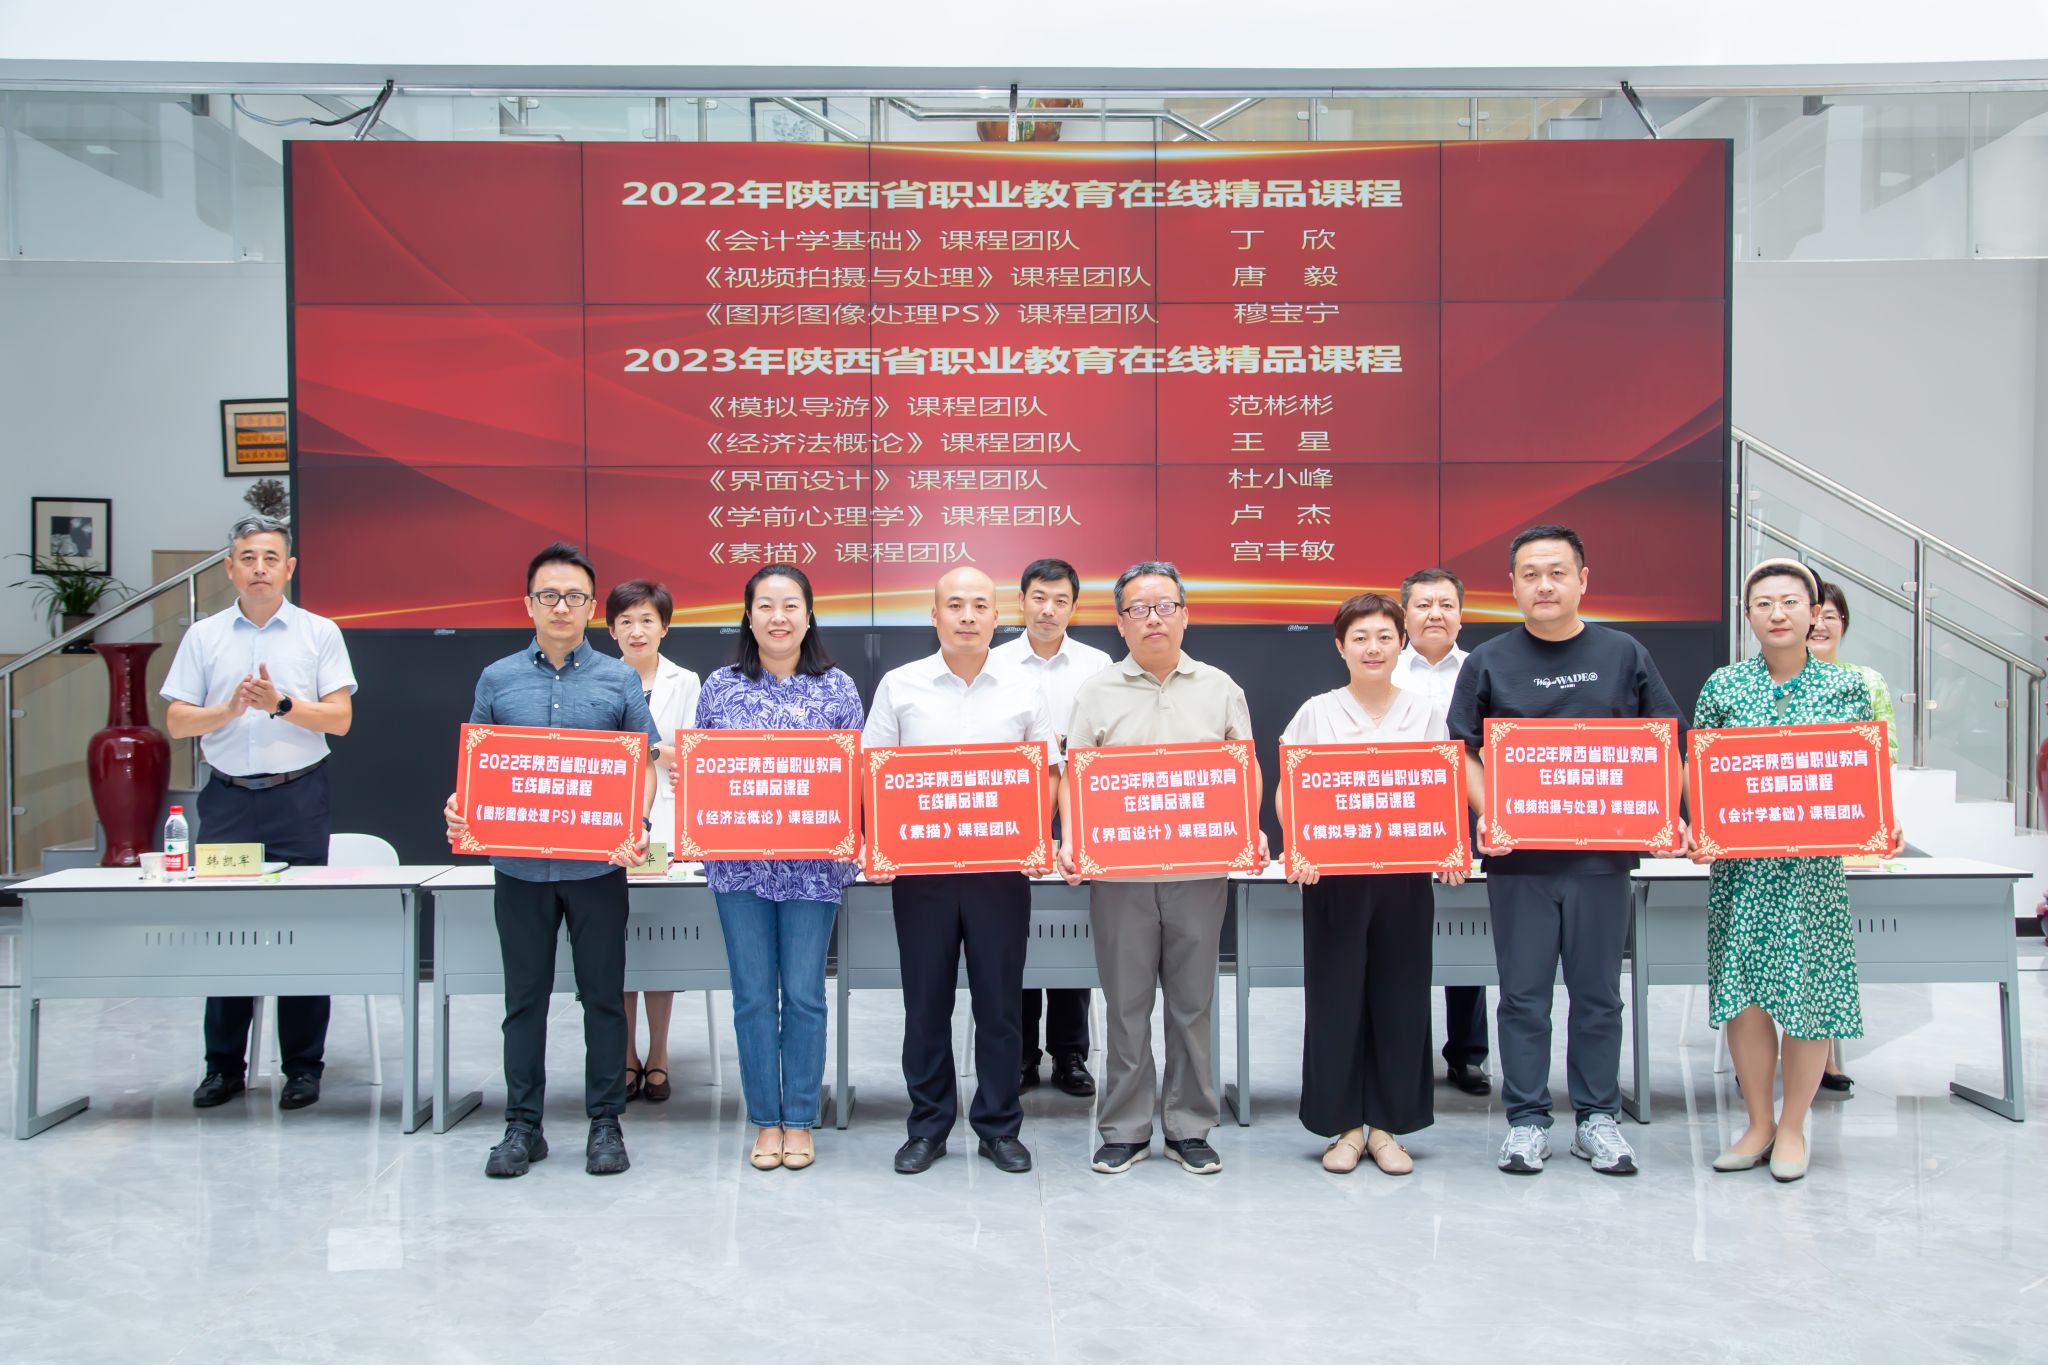 2022年陕西省职业教育在线精品课程
《会计学基础》课程团队 丁 欣
《视频拍摄与处理》课程团队 唐 毅
《图形图像处理PS》课程团队 穆宝宁
2023年陕西省职业教育在线精品课程
《模拟导游》课程团队 范彬彬
《经济法概论》课程团队 王 星
《界面设计》课程团队 杜小峰
《学前心理学》课程团队 卢 杰
《素描》课程团队 宫丰敏
alhua
alhua
alhua
2022年陕西省职业教育
在线精品课程
《图形图像处理PS》课程团队
2023年陕西省职业教育
在线精品课程
《经济法概论》课程团队
2023年陕西省职业教育
在线精品课程
《素描》课程团队
2023年陕西省职业教育
在线精品课程
《界面设计》课程团队
2023年陕西省职业教育
在线精品课程
《模拟导游》课程团队
WADE
2022年陕西省职业教育
在线精品课程
《视频拍摄与处理》课程团队
2022年陕西省职业教育
在线精品课程
《会计学基础》课程团队
韩凯军
华